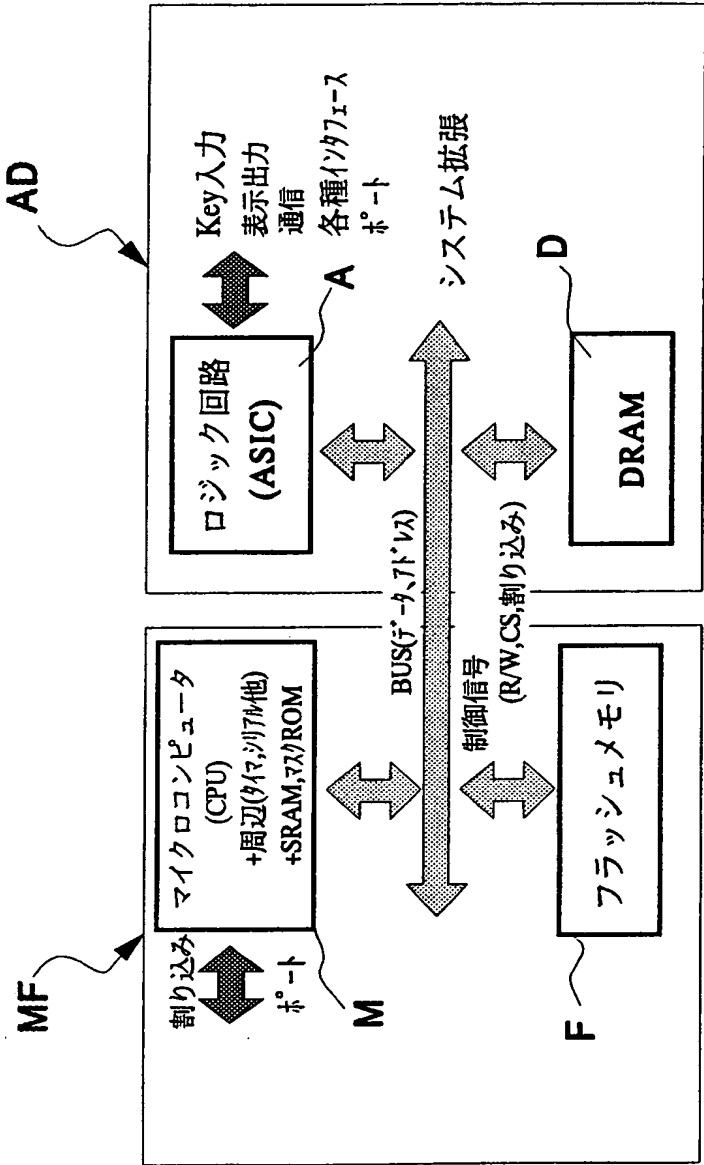 MF
AD
割り込み
ポート
M
マイクロコンピュータ
(CPU)
+周辺(タイマ,シリアル他)
+SRAM,マスクROM
ロジック回路
(ASIC)
A
Key入力
表示出力
通信
各種インタフェース
ポート
BUS(データ、アドレス)
システム拡張
制御信号
(R/W,CS,割り込み)
フラッシュメモリ
F
DRAM
D